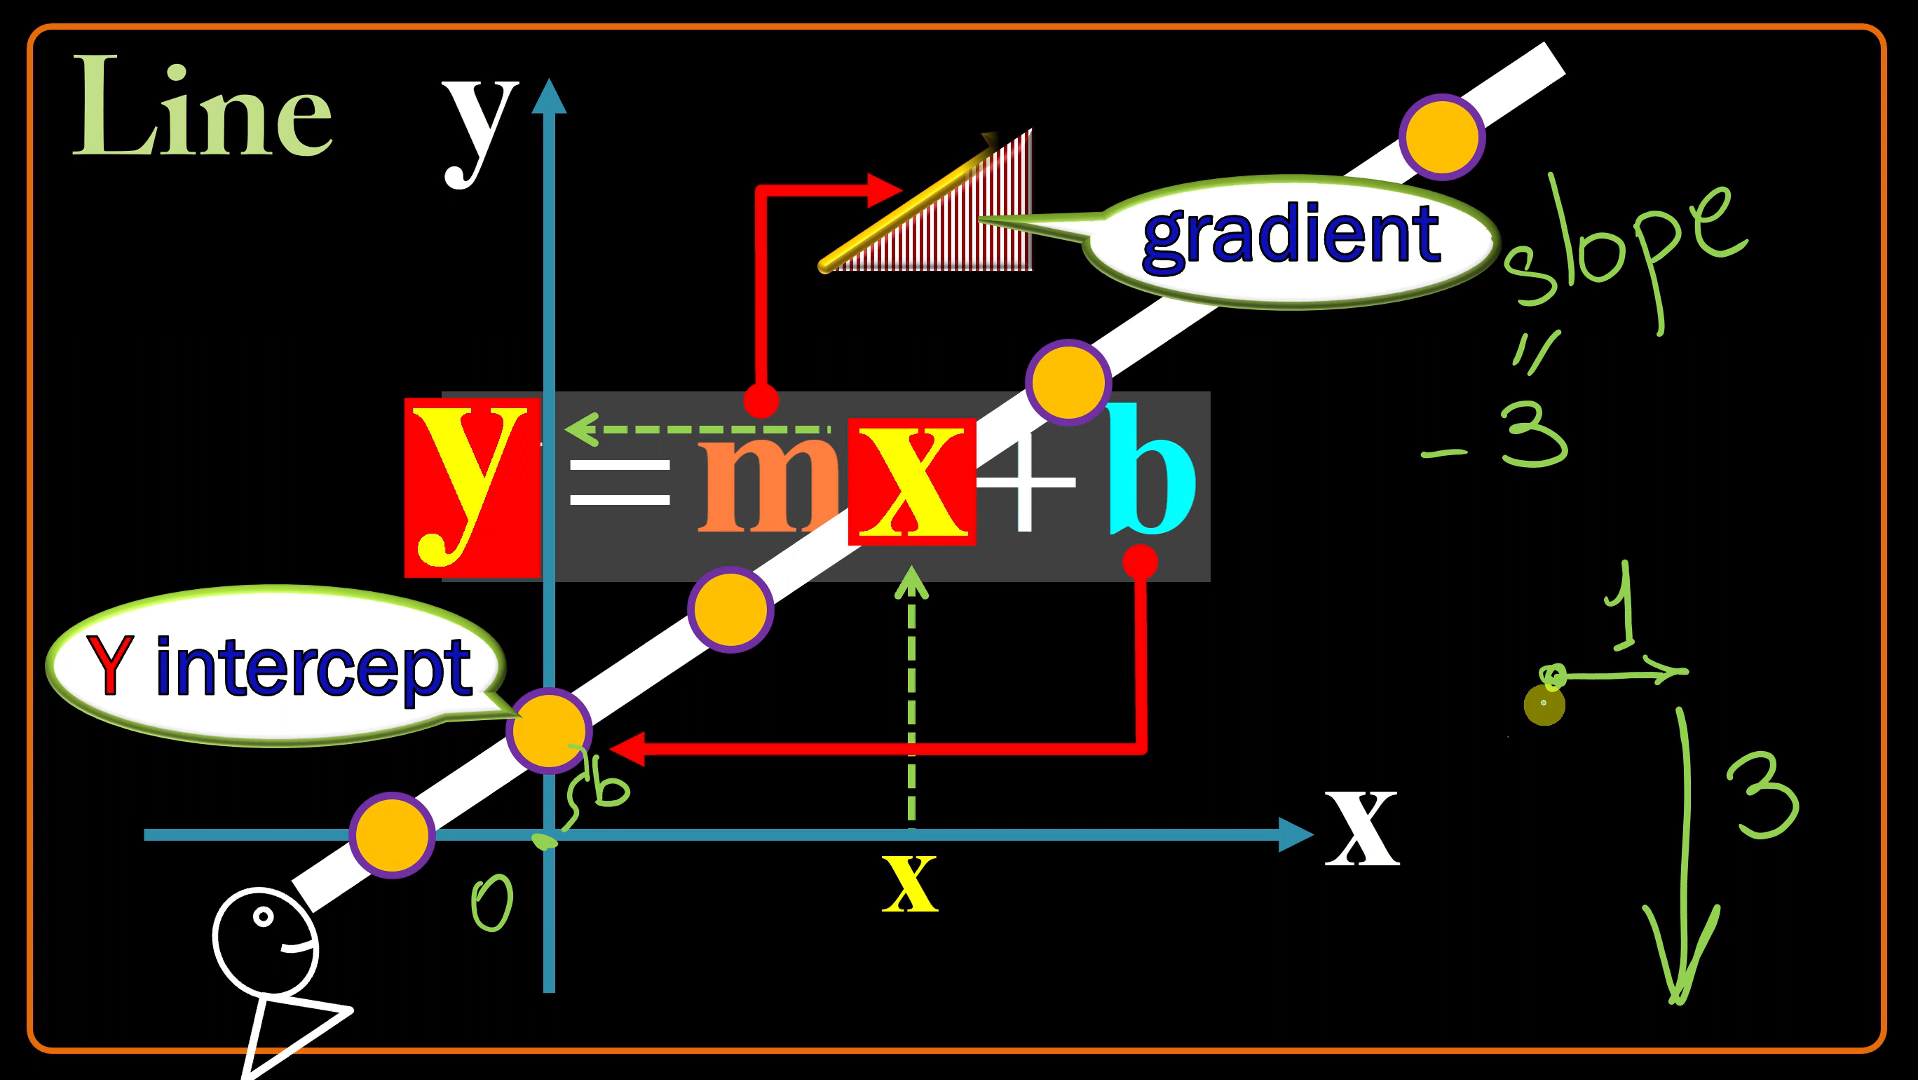 Line
y
gradient
slope
=
- 3
y = mx + b
Y intercept
1
b
3
x
x
0